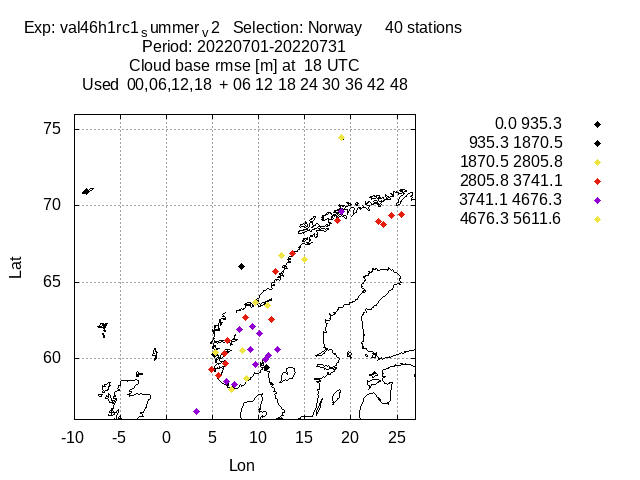 Exp: val46h1rc1summerv2 Selection: Norway 40 stations
Period: 20220701-20220731
Cloud base rmse [m] at 18 UTC
Used 00,06,12,18 + 06 12 18 24 30 36 42 48
0.0 935.3
935.3 1870.5
1870.5 2805.8
2805.8 3741.1
3741.1 4676.3
4676.3 5611.6
75
70
65
60
Lat
-10 -5 0 5 10 15 20 25
Lon